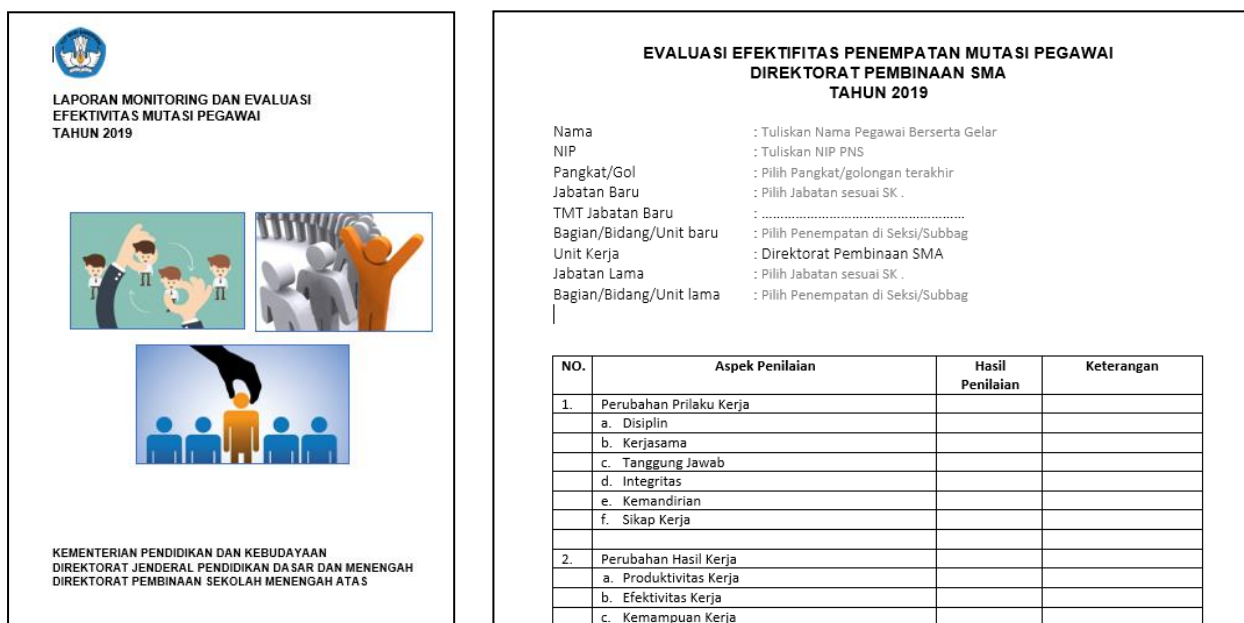 LAPORAN MONITORING DAN EVALUASI
EFEKTIVITAS MUTASI PEGAWAI
TAHUN 2019
KEMENTERIAN PENDIDIKAN DAN KEBUDAYAAN
DIREKTORAT JENDERAL PENDIDIKAN DASAR DAN MENENGAH
DIREKTORAT PEMBINAAN SEKOLAH MENENGAH ATAS
EVALUASI EFEKTIFITAS PENEMPATAN MUTASI PEGAWAI
DIREKTORAT PEMBINAAN SMA
TAHUN 2019
Nama : Tuliskan Nama Pegawai Berserta Gelar
NIP : Tuliskan NIP PNS
Pangkat/Gol : Pilih Pangkat/golongan terakhir
Jabatan Baru : Pilih Jabatan sesuai SK .
TMT Jabatan Baru : ......................................................
Bagian/Bidang/Unit baru : Pilih Penempatan di Seksi/Subbag
Unit Kerja : Direktorat Pembinaan SMA
Jabatan Lama : Pilih Jabatan sesuai SK .
Bagian/Bidang/Unit lama : Pilih Penempatan di Seksi/Subbag
NO. Aspek Penilaian Hasil Penilaian Keterangan
1. Perubahan Prilaku Kerja
a. Disiplin
b. Kerjasama
c. Tanggung Jawab
d. Integritas
e. Kemandirian
f. Sikap Kerja
2. Perubahan Hasil Kerja
a. Produktivitas Kerja
b. Efektivitas Kerja
c. Kemampuan Kerja